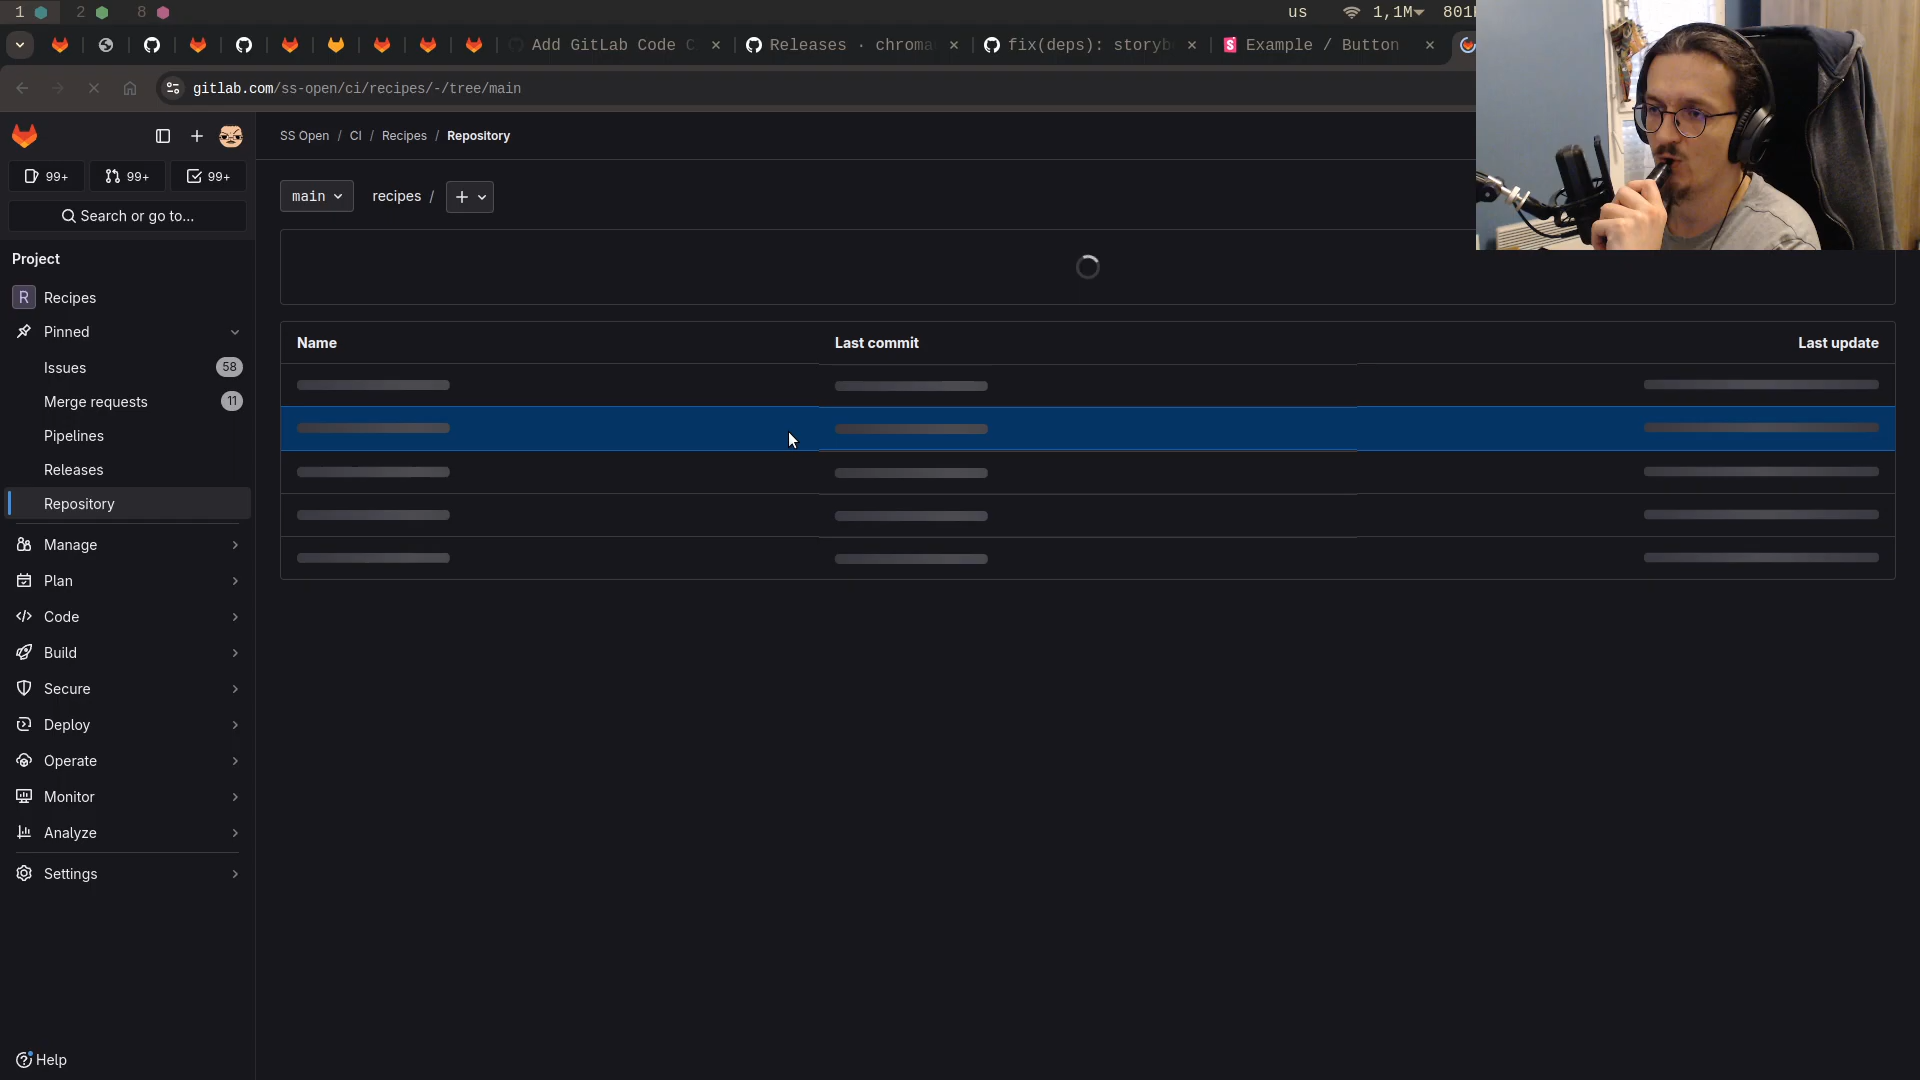 1 2 8 us 1,1M 801
Add GitLab Code C
Releases · chroma
fix(deps): storyb
Example / Button
gitlab.com/ss-open/ci/recipes/-/tree/main
SS Open / CI / Recipes / Repository
99+ 99+ 99+
Search or go to...
main recipes /
Project
R Recipes
Pinned
Issues 58
Merge requests 11
Pipelines
Releases
Repository
Manage
Plan
Code
Build
Secure
Deploy
Operate
Monitor
Analyze
Settings
Help
Name Last commit Last update